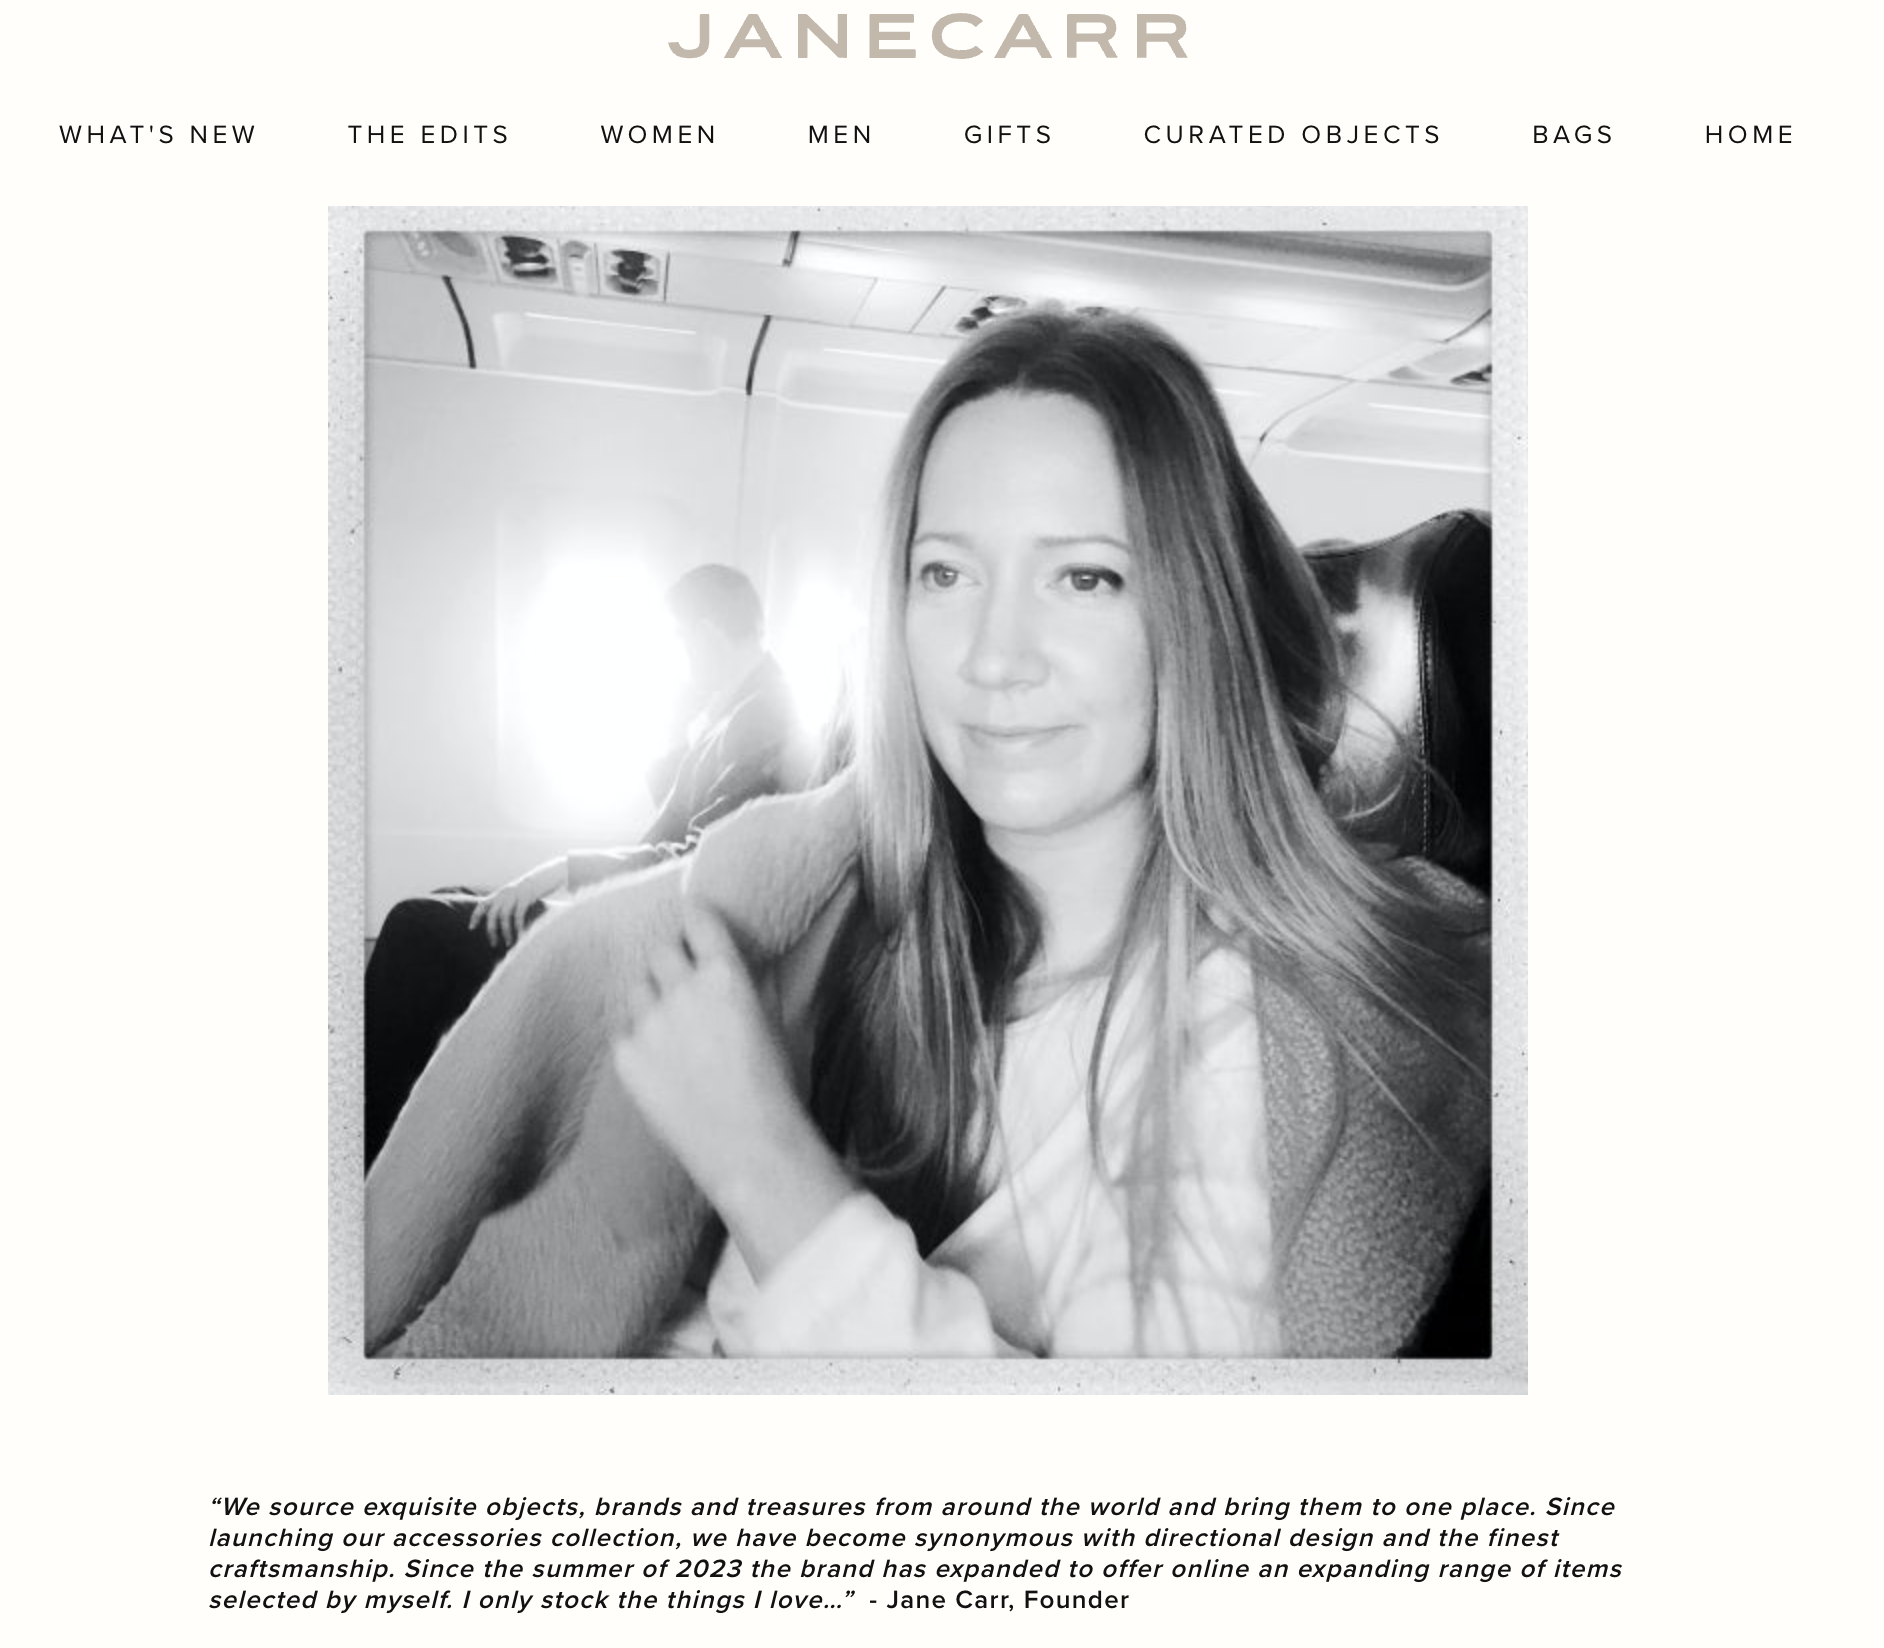 JANECARR
WHAT'S NEW THE EDITS WOMEN MEN GIFTS CURATED OBJECTS BAGS HOME
“We source exquisite objects, brands and treasures from around the world and bring them to one place. Since
launching our accessories collection, we have become synonymous with directional design and the finest
craftsmanship. Since the summer of 2023 the brand has expanded to offer online an expanding range of items
selected by myself. I only stock the things I love...” - Jane Carr, Founder